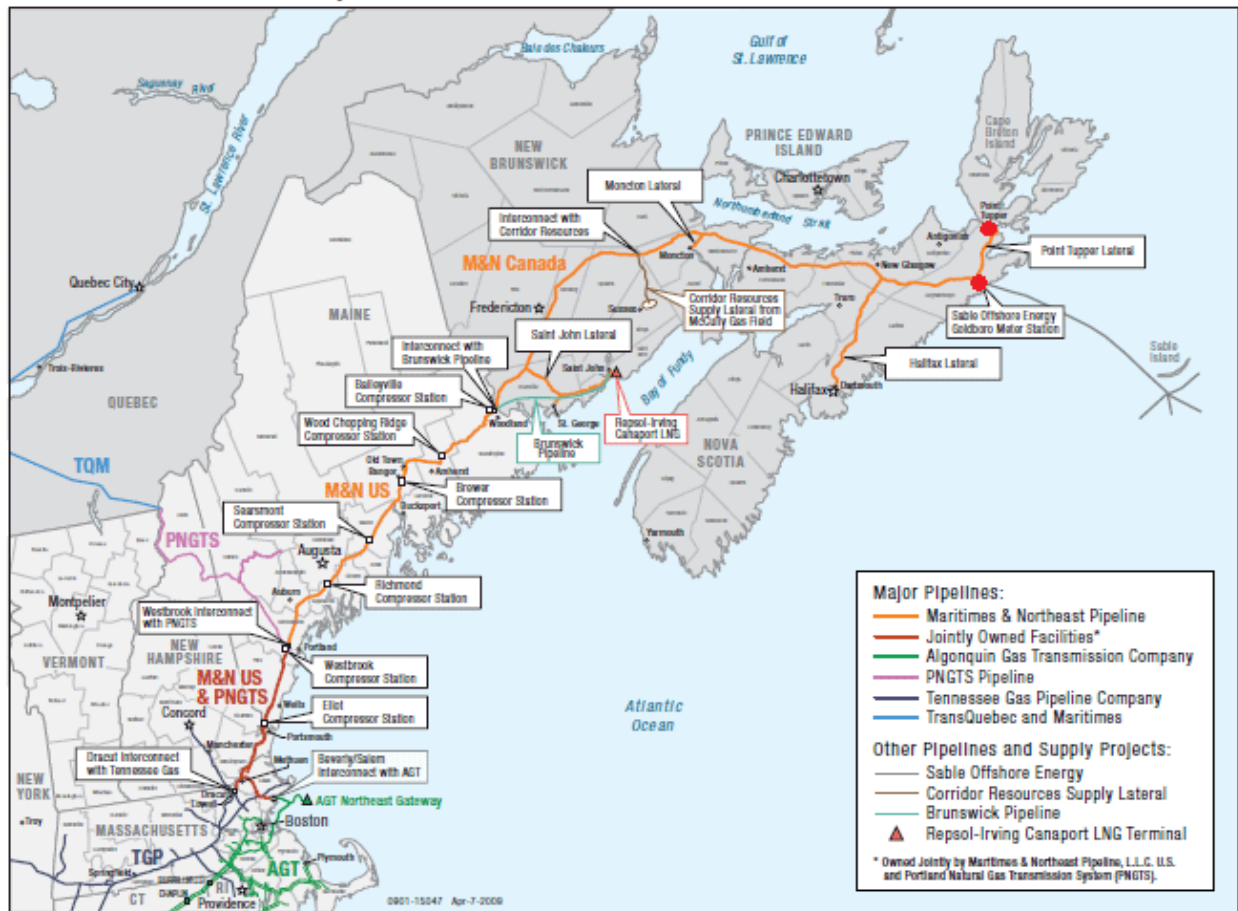 Baie des Chaleurs
Gulf of
St. Lawrence
Saguenay River
St. Lawrence River
NEW
BRUNSWICK
PRINCE EDWARD
ISLAND
Cape
Breton
Island
Charlottetown
Moncton Lateral
Northumberland Strait
Interconnect with
Corridor Resources
Point
Tupper
Antigonish
Point Tupper Lateral
M&N Canada
Moncton
Amherst
New Glasgow
Quebec City
Fredericton
Sussex
Corridor Resources
Supply Lateral from
McCully Gas Field
Truro
Sable Offshore Energy
Goldboro Meter Station
MAINE
Saint John Lateral
Interconnect with
Brunswick Pipeline
Saint John
Bay of Fundy
Halifax Lateral
Sable
Island
Trois-Rivieres
Baileyville
Compressor Station
Halifax
Dartmouth
QUEBEC
Woodland
St. George
Repsol-Irving
Canaport LNG
Wood Chopping Ridge
Compressor Station
Brunswick
Pipeline
NOVA
SCOTIA
Old Town
Bangor
Amherst
TQM
M&N US
Brewer
Compressor Station
Bucksport
Searsmont
Compressor Station
Yarmouth
PNGTS
Augusta
Richmond
Compressor Station
Auburn
Montpelier
Westbrook Interconnect
with PNGTS
Portland
VERMONT
NEW
HAMPSHIRE
Westbrook
Compressor Station
M&N US
& PNGTS
Wells
Eliot
Compressor Station
Concord
Portsmouth
Atlantic
Ocean
Manchester
Dracut Interconnect
with Tennessee Gas
Methuen
Beverly/Salem
Interconnect with AGT
NEW
YORK
Dracut
Lowell
AGT Northeast Gateway
Troy
MASSACHUSETTS
Boston
TGP
Plymouth
Springfield
AGT
CHAPLIN
RI
CT
Providence
0901-15047 Apr-7-2009
Major Pipelines:
Maritimes & Northeast Pipeline
Jointly Owned Facilities*
Algonquin Gas Transmission Company
PNGTS Pipeline
Tennessee Gas Pipeline Company
TransQuebec and Maritimes
Other Pipelines and Supply Projects:
Sable Offshore Energy
Corridor Resources Supply Lateral
Brunswick Pipeline
Repsol-Irving Canaport LNG Terminal
* Owned Jointly by Maritimes & Northeast Pipeline, L.L.C. U.S.
and Portland Natural Gas Transmission System (PNGTS).